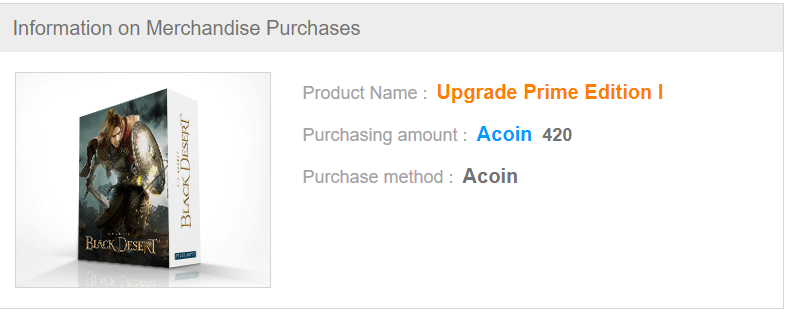 Information on Merchandise Purchases
Product Name : Upgrade Prime Edition I
Purchasing amount : Acoin 420
Purchase method : Acoin
BLACK DESERT
BLACK DESERT